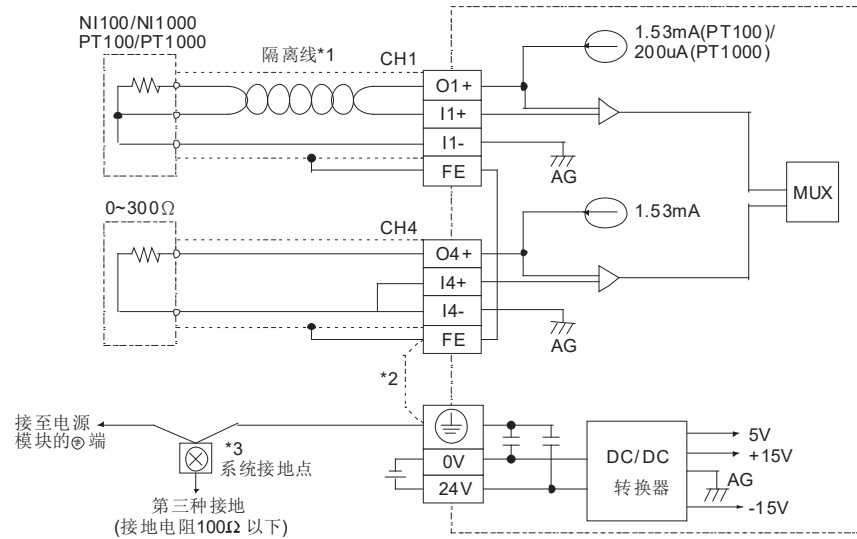 NI100/NI1000
PT100/PT1000
隔离线*1
CH1
O1+
I1+
I1-
FE
1.53mA(PT100)/
200uA(PT1000)
AG
MUX
0~300Ω
CH4
O4+
I4+
I4-
FE
1.53mA
AG
*2
接至电源
模块的端
*3
系统接地点
第三种接地
(接地电阻100Ω 以下)
0V
24V
DC/DC
转换器
5V
+15V
AG
-15V